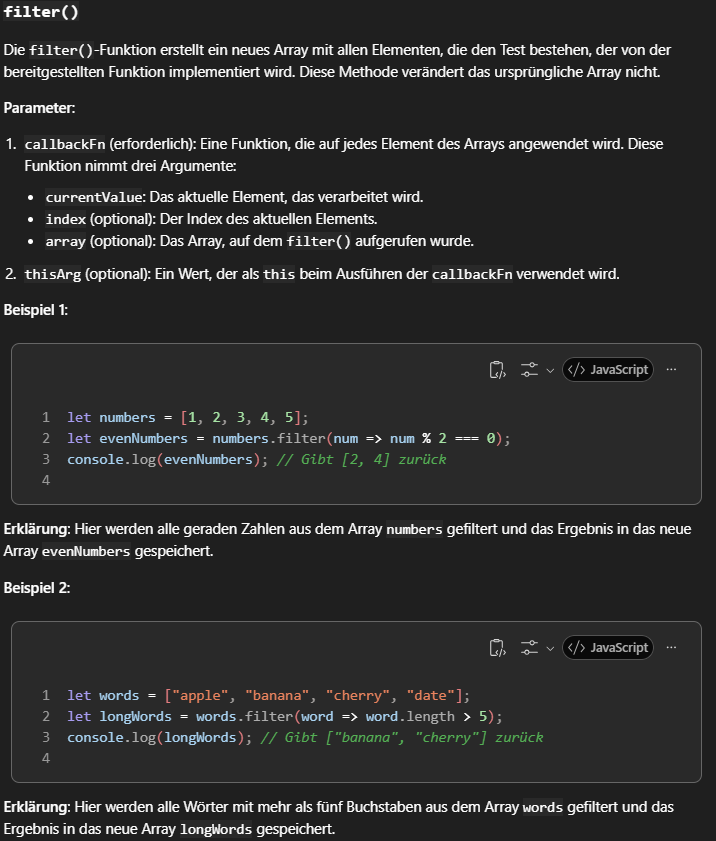 filter()
Die filter()-Funktion erstellt ein neues Array mit allen Elementen, die den Test bestehen, der von der
bereitgestellten Funktion implementiert wird. Diese Methode verändert das ursprüngliche Array nicht.
Parameter:
1. callbackFn (erforderlich): Eine Funktion, die auf jedes Element des Arrays angewendet wird. Diese
Funktion nimmt drei Argumente:
• currentValue: Das aktuelle Element, das verarbeitet wird.
• index (optional): Der Index des aktuellen Elements.
• array (optional): Das Array, auf dem filter() aufgerufen wurde.
2. thisArg (optional): Ein Wert, der als this beim Ausführen der callbackFn verwendet wird.
Beispiel 1:
</> JavaScript ...
1 let numbers = [1, 2, 3, 4, 5];
2 let evenNumbers = numbers.filter(num => num % 2 === 0);
3 console.log(evenNumbers); // Gibt [2, 4] zurück
4
Erklärung: Hier werden alle geraden Zahlen aus dem Array numbers gefiltert und das Ergebnis in das neue
Array evenNumbers gespeichert.
Beispiel 2:
</> JavaScript ...
1 let words = ["apple", "banana", "cherry", "date"];
2 let longWords = words.filter(word => word.length > 5);
3 console.log(longWords); // Gibt ["banana", "cherry"] zurück
4
Erklärung: Hier werden alle Wörter mit mehr als fünf Buchstaben aus dem Array words gefiltert und das
Ergebnis in das neue Array longWords gespeichert.